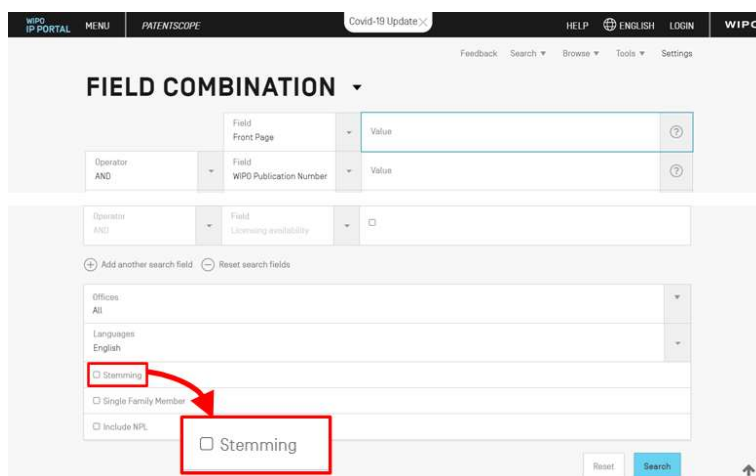 WIPO
IP PORTAL MENU PATENTSCOPE Covid-19 Update HELP ENGLISH LOGIN WIPO
Feedback Search Browse Tools Settings
FIELD COMBINATION
Field
Front Page
Value
?
Operator
AND
Field
WIPO Publication Number
Value
?
Operator
AND
Field
Licensing availability
Add another search field Reset search fields
Offices
All
Languages
English
Stemming
Single Family Member
Include NPL
Stemming
Reset Search